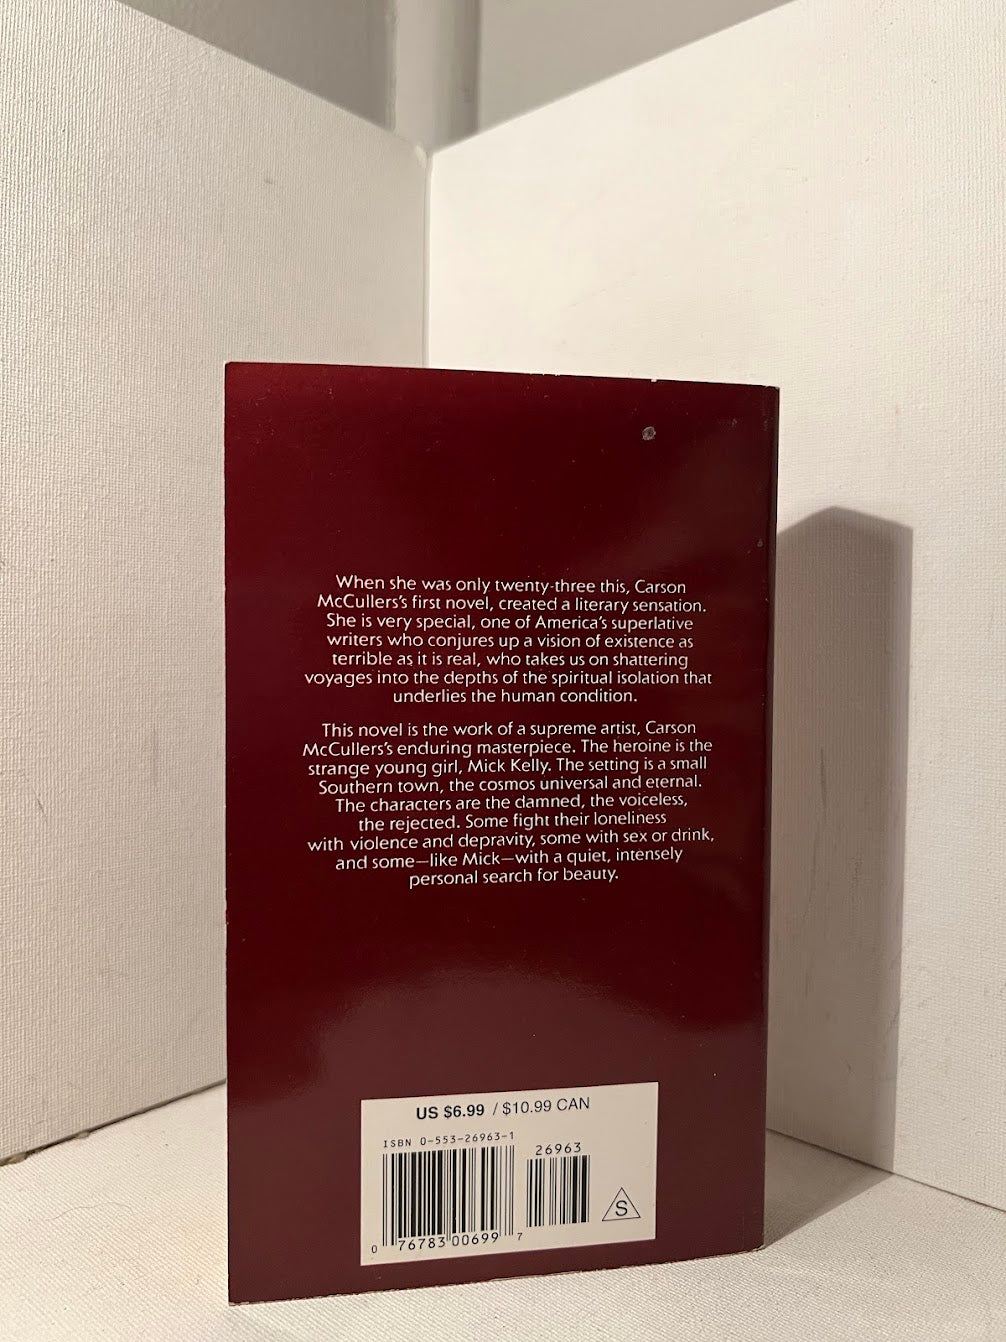 When she was only twenty-three this, Carson
McCullers's first novel, created a literary sensation.
She is very special, one of America's superlative
writers who conjures up a vision of existence as
terrible as it is real, who takes us on shattering
voyages into the depths of the spiritual isolation that
underlies the human condition.
This novel is the work of a supreme artist, Carson
McCullers's enduring masterpiece. The heroine is the
strange young girl, Mick Kelly. The setting is a small
Southern town, the cosmos universal and eternal.
The characters are the damned, the voiceless,
the rejected. Some fight their loneliness
with violence and depravity, some with sex or drink,
and some—like Mick—with a quiet, intensely
personal search for beauty.
US $6.99 / $10.99 CAN
ISBN 0-553-26963-1
26963
S
0 76783 00699 7